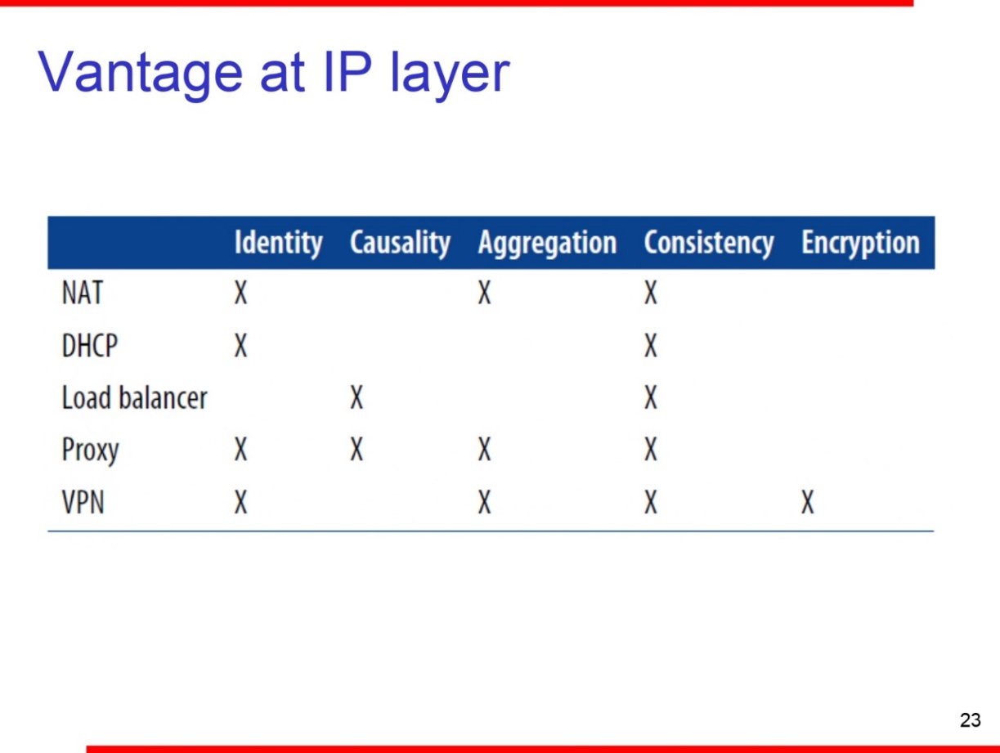 Vantage at IP layer
Identity Causality Aggregation Consistency Encryption
NAT X X X
DHCP X X
Load balancer X X
Proxy X X X X
VPN X X X X
23